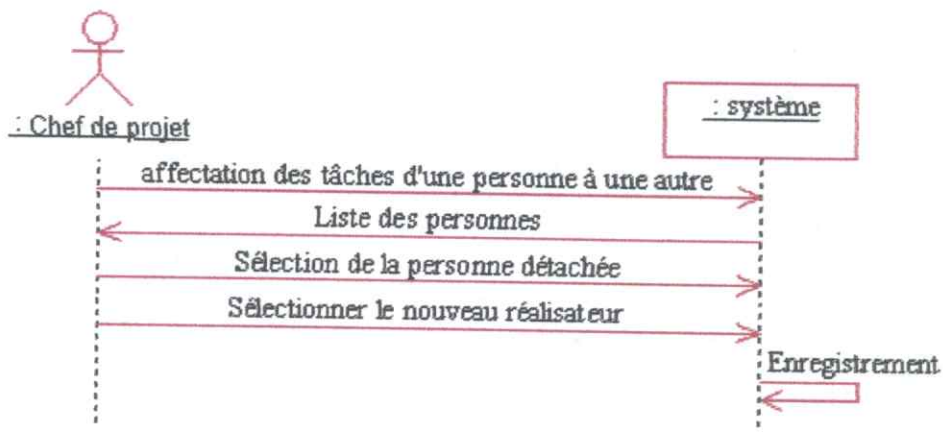 : Chef de projet
: système
affectation des tâches d'une personne à une autre
Liste des personnes
Sélection de la personne détachée
Sélectionner le nouveau réalisateur
Enregistrement